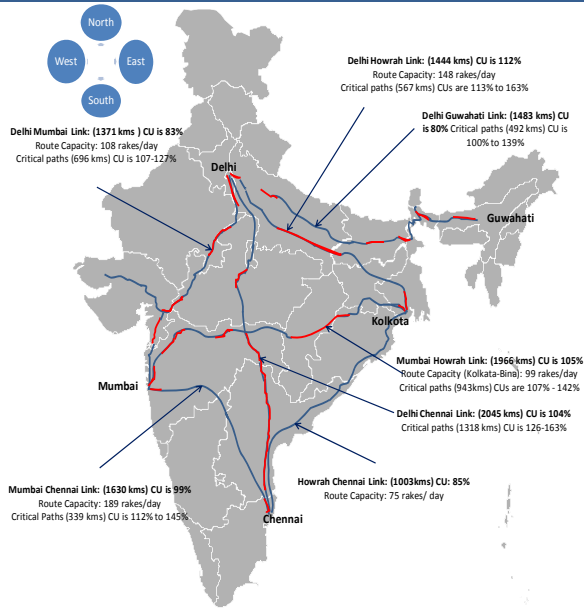 North
West
East
South
Delhi Howrah Link: (1444 kms) CU is 112%
Route Capacity: 148 rakes/day
Critical paths (567 kms) CUs are 113% to 163%
Delhi Guwahati Link: (1483 kms) CU
is 80% Critical paths (492 kms) CU is
100% to 139%
Delhi Mumbai Link: (1371 kms ) CU is 83%
Route Capacity: 108 rakes/day
Critical paths (696 kms) CU is 107-127%
Delhi
Guwahati
Kolkota
Mumbai Howrah Link: (1966 kms) CU is 105%
Route Capacity (Kolkata-Bina): 99 rakes/day
Critical paths (943kms) CUs are 107% - 142%
Mumbai
Delhi Chennai Link: (2045 kms) CU is 104%
Critical paths (1318 kms) CU is 126-163%
Howrah Chennai Link: (1003kms) CU: 85%
Route Capacity: 75 rakes/ day
Mumbai Chennai Link: (1630 kms) CU is 99%
Route Capacity: 189 rakes/day
Critical Paths (339 kms) CU is 112% to 145%
Chennai